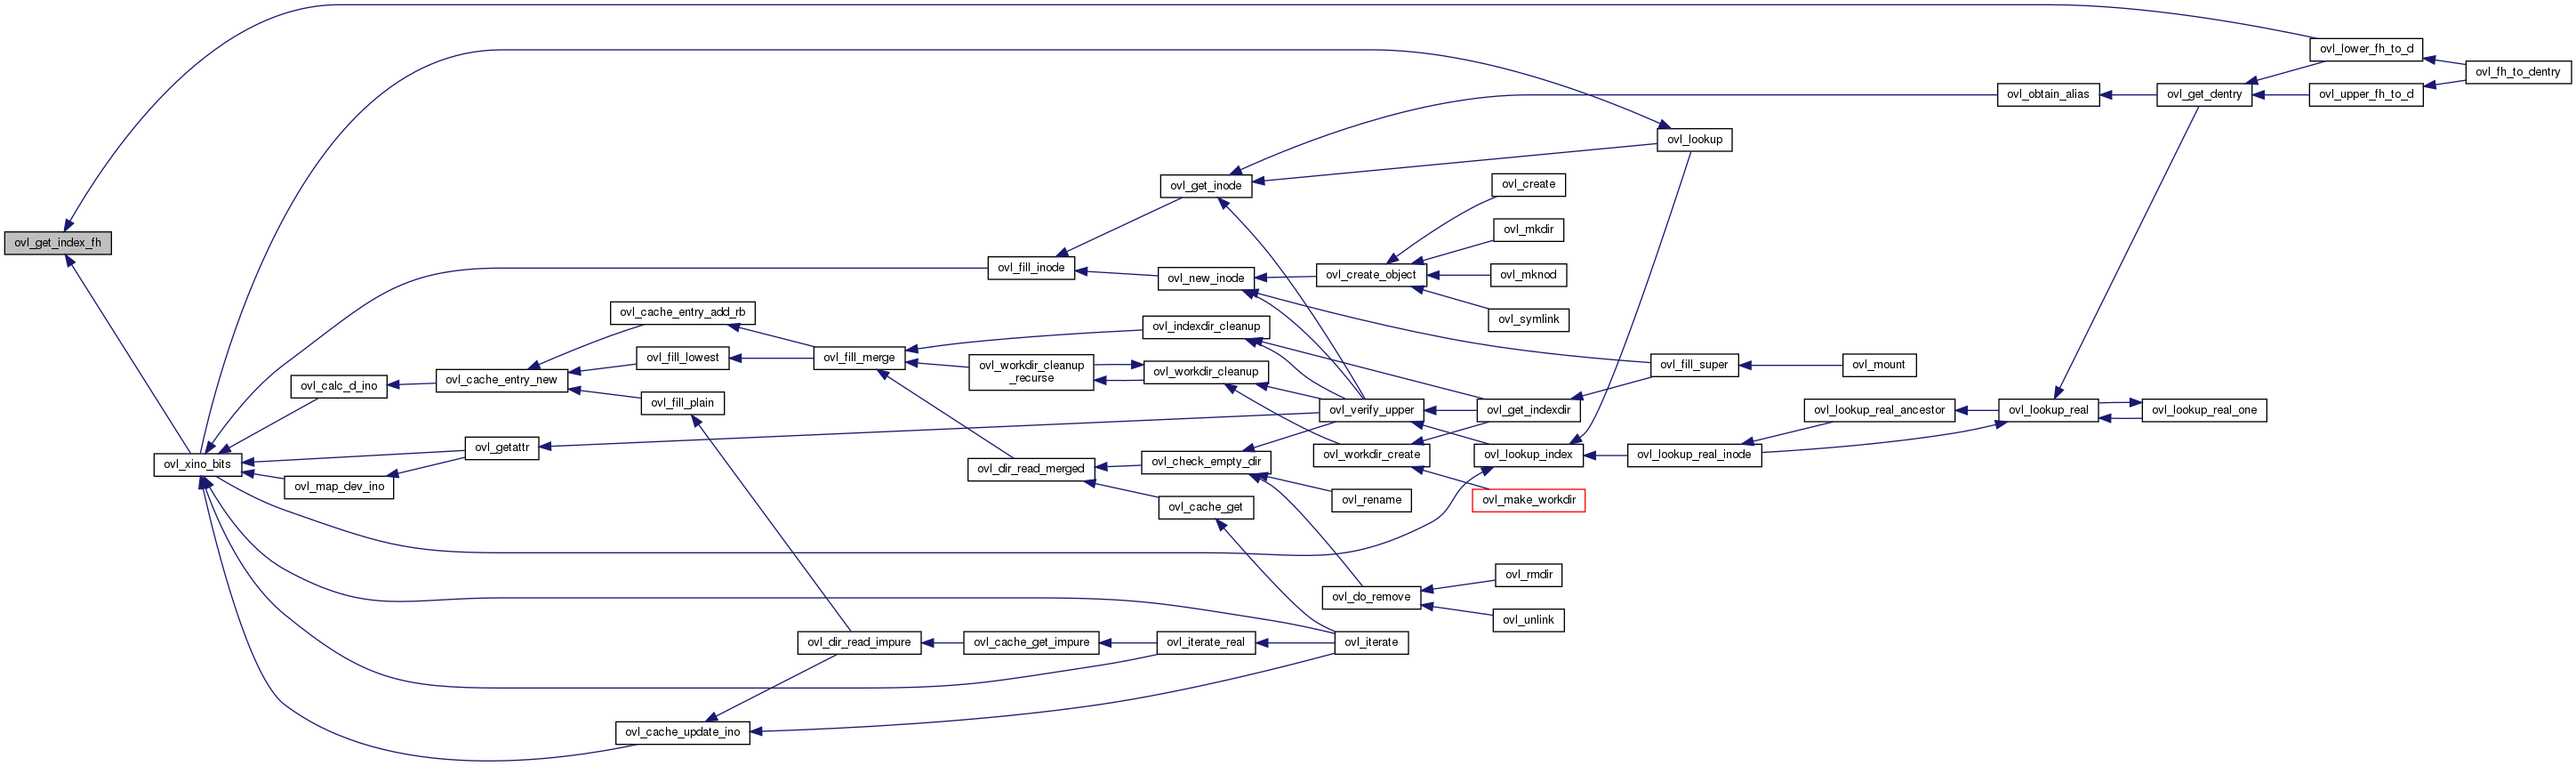 ovl_lower_fh_to_d
ovl_fh_to_dentry
ovl_obtain_alias
ovl_get_dentry
ovl_upper_fh_to_d
ovl_lookup
ovl_get_inode
ovl_create
ovl_mkdir
ovl_get_index_fh
ovl_fill_inode
ovl_new_inode
ovl_create_object
ovl_mknod
ovl_cache_entry_add_rb
ovl_symlink
ovl_indexdir_cleanup
ovl_fill_lowest
ovl_fill_merge
ovl_workdir_cleanup
_recurse
ovl_workdir_cleanup
ovl_fill_super
ovl_mount
ovl_calc_d_ino
ovl_cache_entry_new
ovl_fill_plain
ovl_verify_upper
ovl_get_indexdir
ovl_lookup_real_ancestor
ovl_lookup_real
ovl_lookup_real_one
ovl_getattr
ovl_xino_bits
ovl_map_dev_ino
ovl_dir_read_merged
ovl_check_empty_dir
ovl_workdir_create
ovl_lookup_index
ovl_lookup_real_inode
ovl_cache_get
ovl_rename
ovl_make_workdir
ovl_rmdir
ovl_do_remove
ovl_unlink
ovl_dir_read_impure
ovl_cache_get_impure
ovl_iterate_real
ovl_iterate
ovl_cache_update_ino